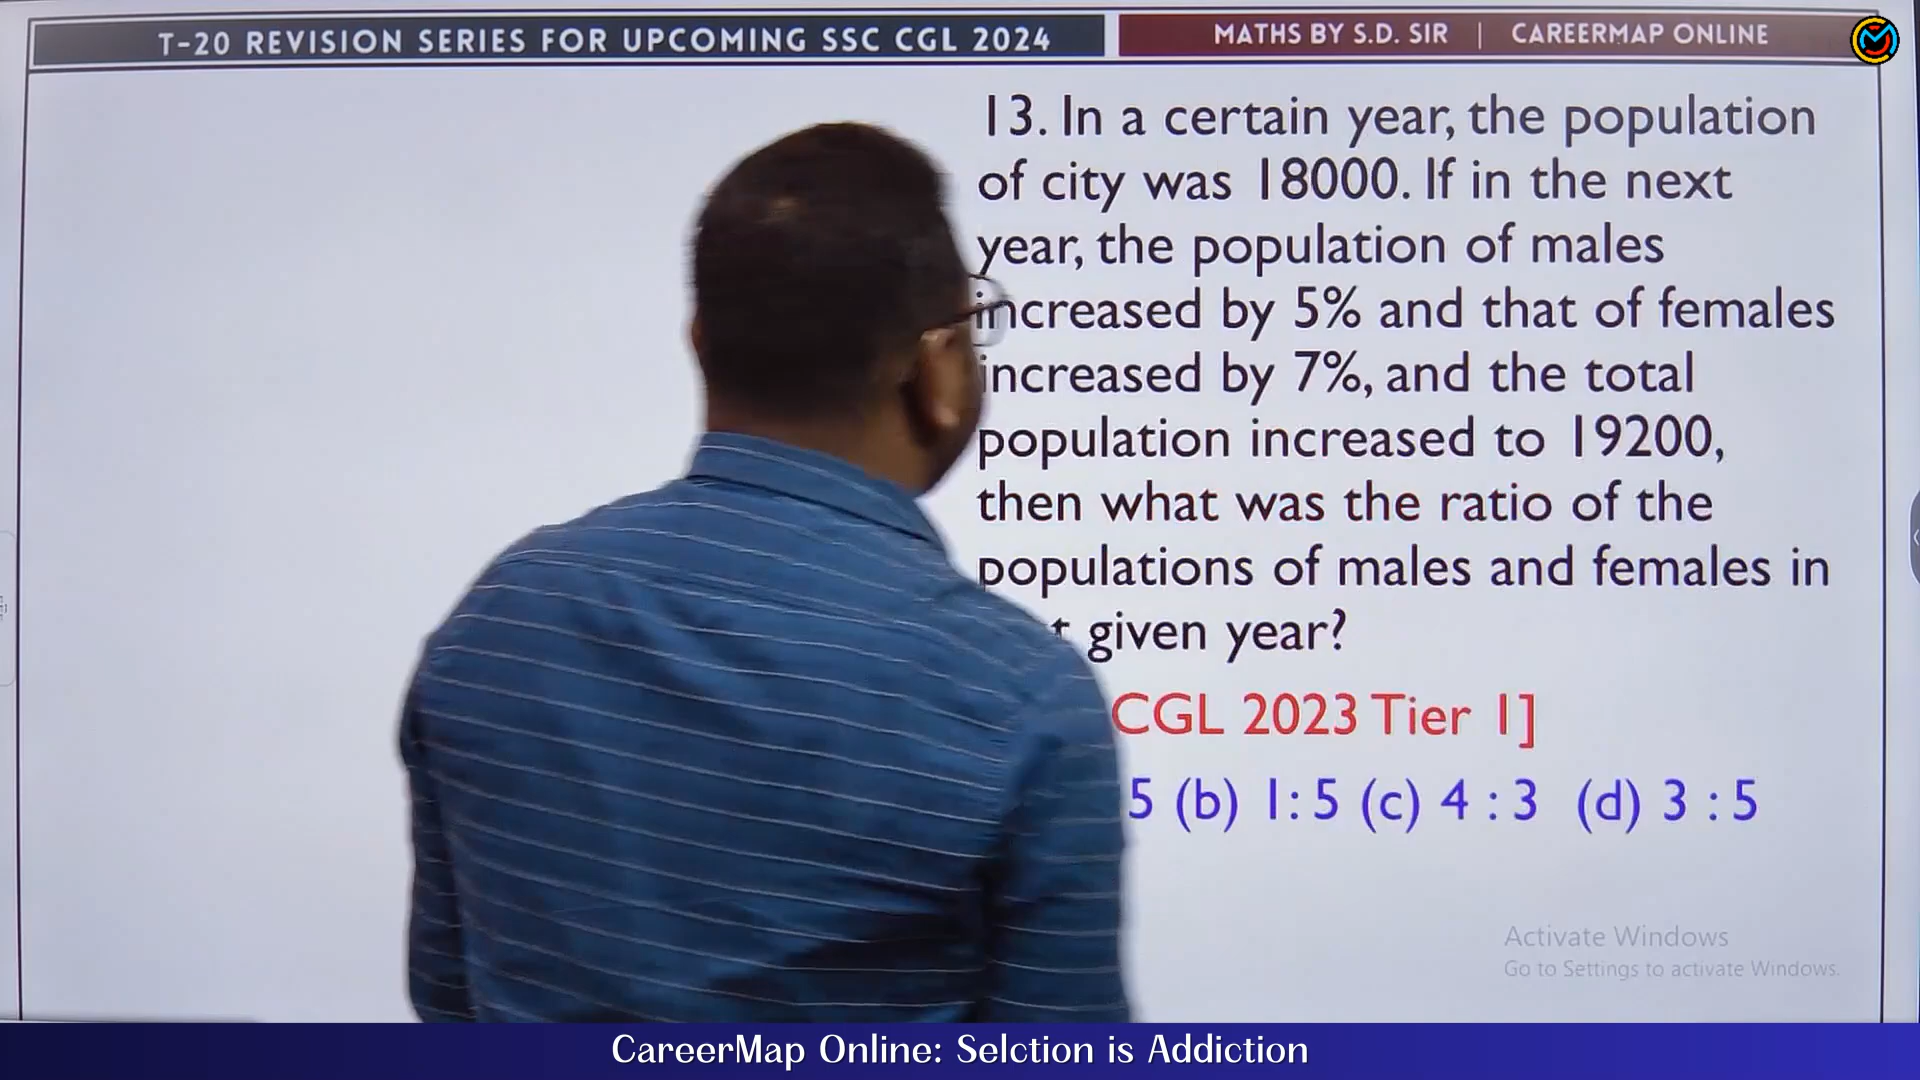 T-20 REVISION SERIES FOR UPCOMING SSC CGL 2024
MATHS BY S.D. SIR | CAREERMAP ONLINE
13. In a certain year, the population
of city was 18000. If in the next
year, the population of males
increased by 5% and that of females
increased by 7%, and the total
population increased to 19200,
then what was the ratio of the
populations of males and females in
given year?
CGL 2023 Tier 1]
5 (b) 1:5 (c) 4 : 3 (d) 3 : 5
Activate Windows
Go to Settings to activate Windows.
CareerMap Online: Selction is Addiction